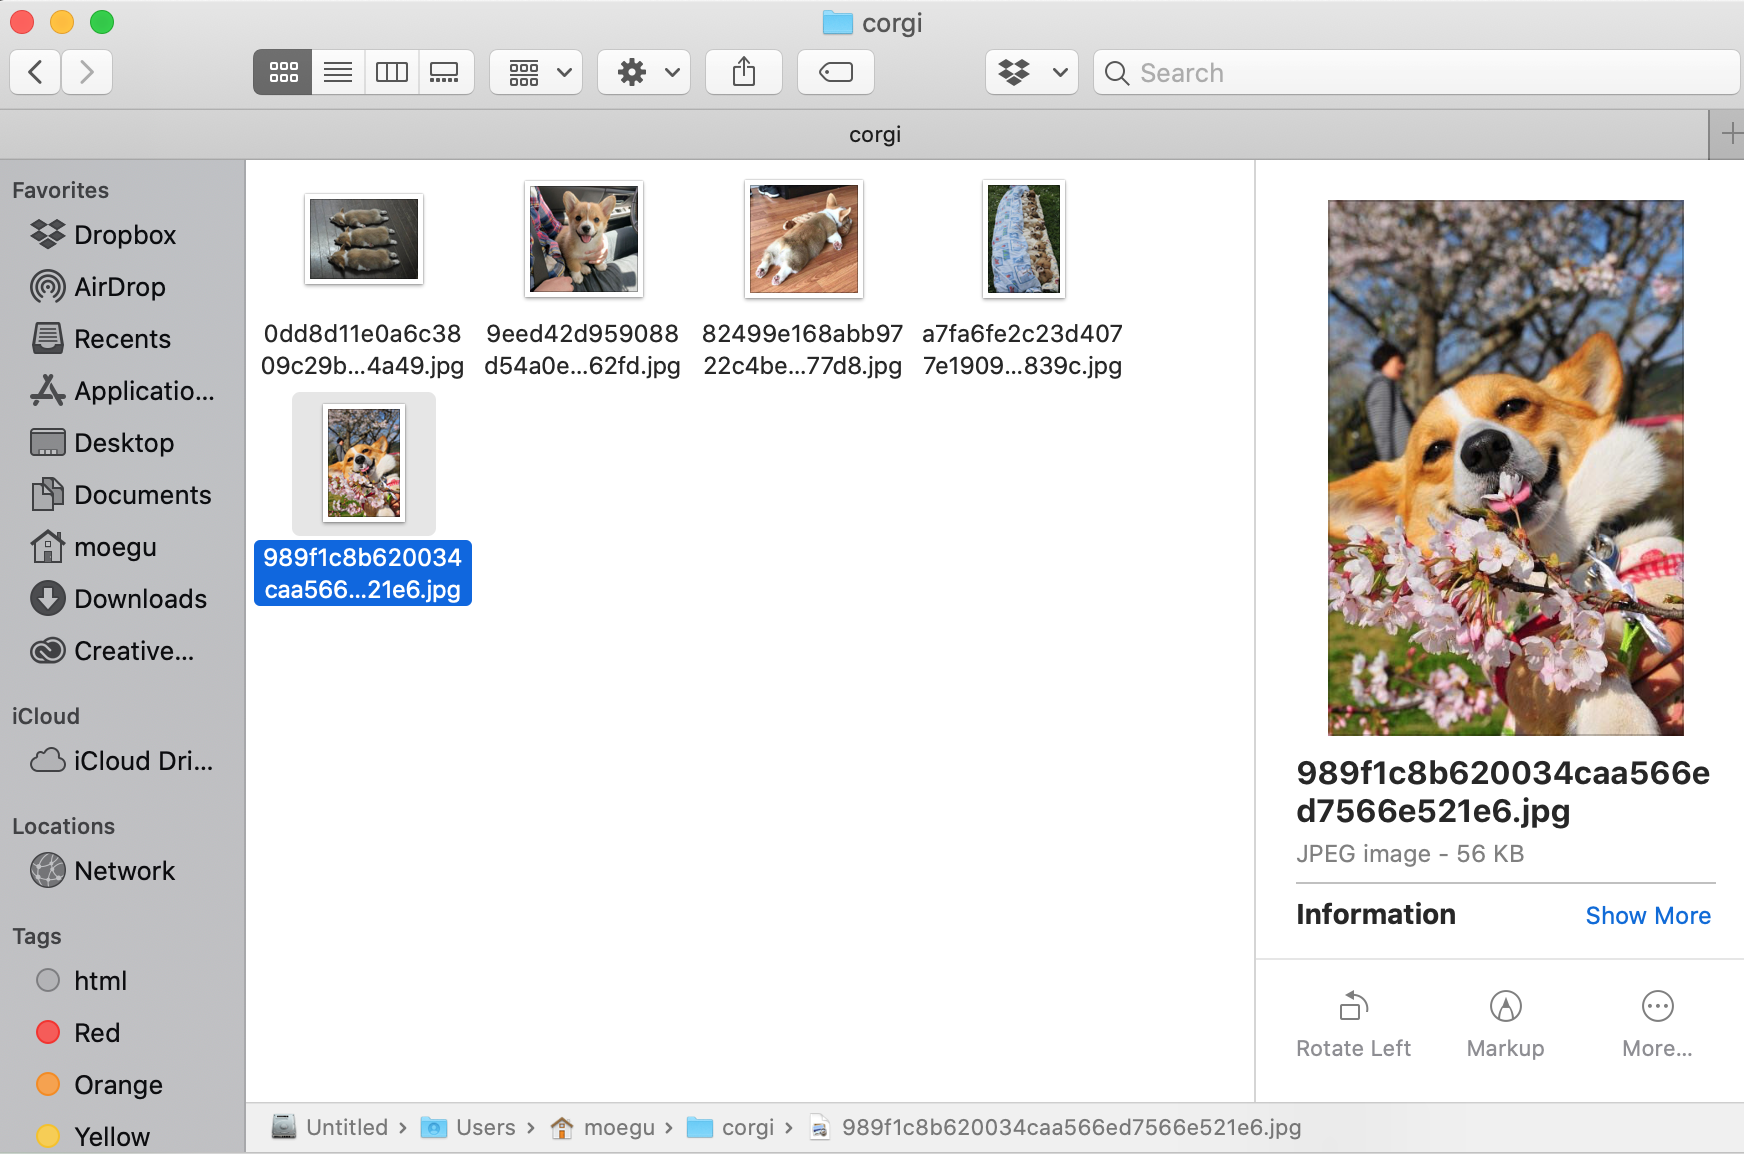 corgi
Search
corgi
Favorites
Dropbox
AirDrop
Recents
Applicatio...
Desktop
Documents
moegu
Downloads
Creative...
iCloud
iCloud Dri...
Locations
Network
Tags
html
Red
Orange
Yellow
0dd8d11e0a6c38
09c29b...4a49.jpg
9eed42d959088
d54a0e...62fd.jpg
82499e168abb97
22c4be...77d8.jpg
a7fa6fe2c23d407
7e1909...839c.jpg
989f1c8b620034
caa566...21e6.jpg
989f1c8b620034caa566e
d7566e521e6.jpg
JPEG image - 56 KB
Information Show More
Rotate Left Markup More...
Untitled › Users › moegu › corgi › 989f1c8b620034caa566ed7566e521e6.jpg